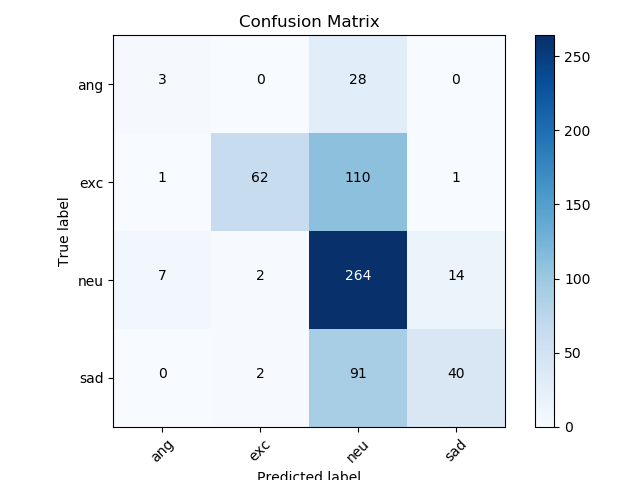 Confusion Matrix
ang 3 0 28 0
exc 1 62 110 1
neu 7 2 264 14
sad 0 2 91 40
ang exc neu sad
True label
Predicted label
250
200
150
100
50
0